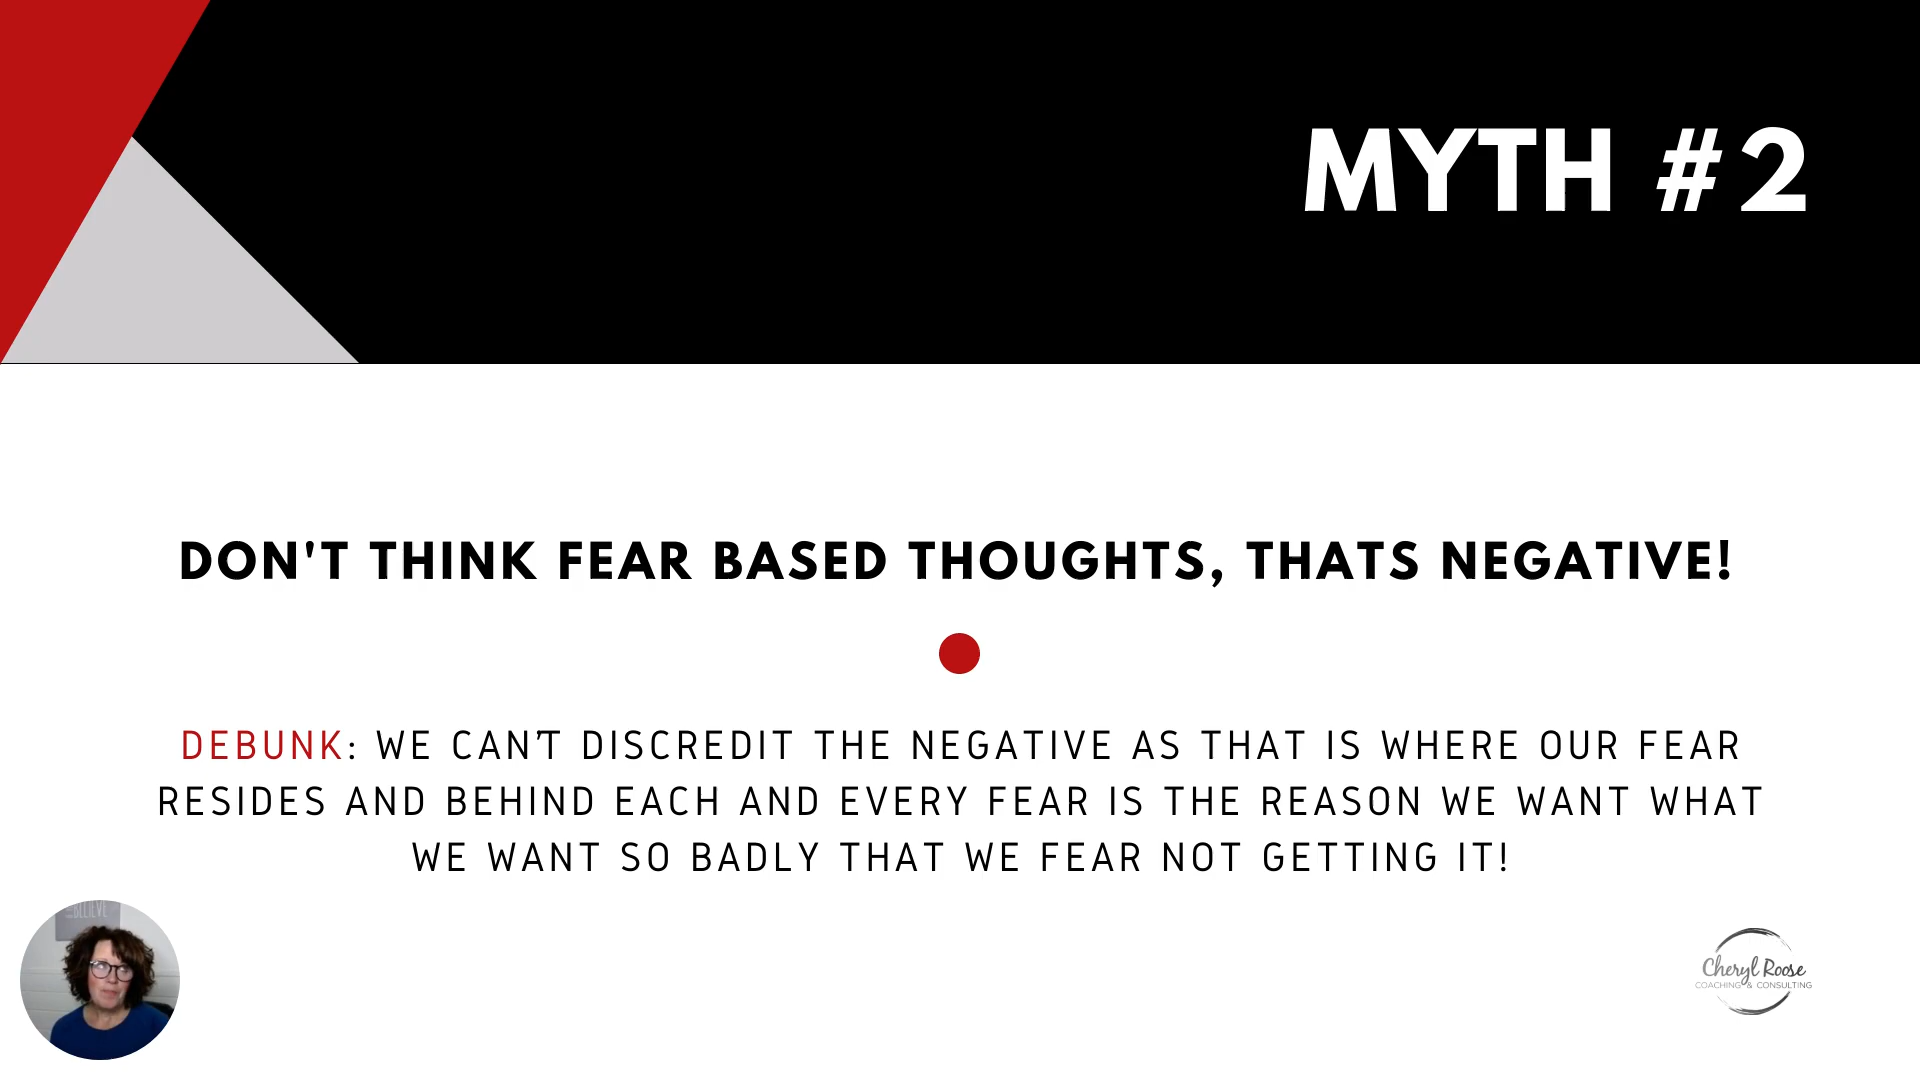 MYTH #2
DON'T THINK FEAR BASED THOUGHTS, THATS NEGATIVE!
DEBUNK: WE CAN'T DISCREDIT THE NEGATIVE AS THAT IS WHERE OUR FEAR
RESIDES AND BEHIND EACH AND EVERY FEAR IS THE REASON WE WANT WHAT
WE WANT SO BADLY THAT WE FEAR NOT GETTING IT!
BELIEVE
Cheryl Roose
COACHING & CONSULTING